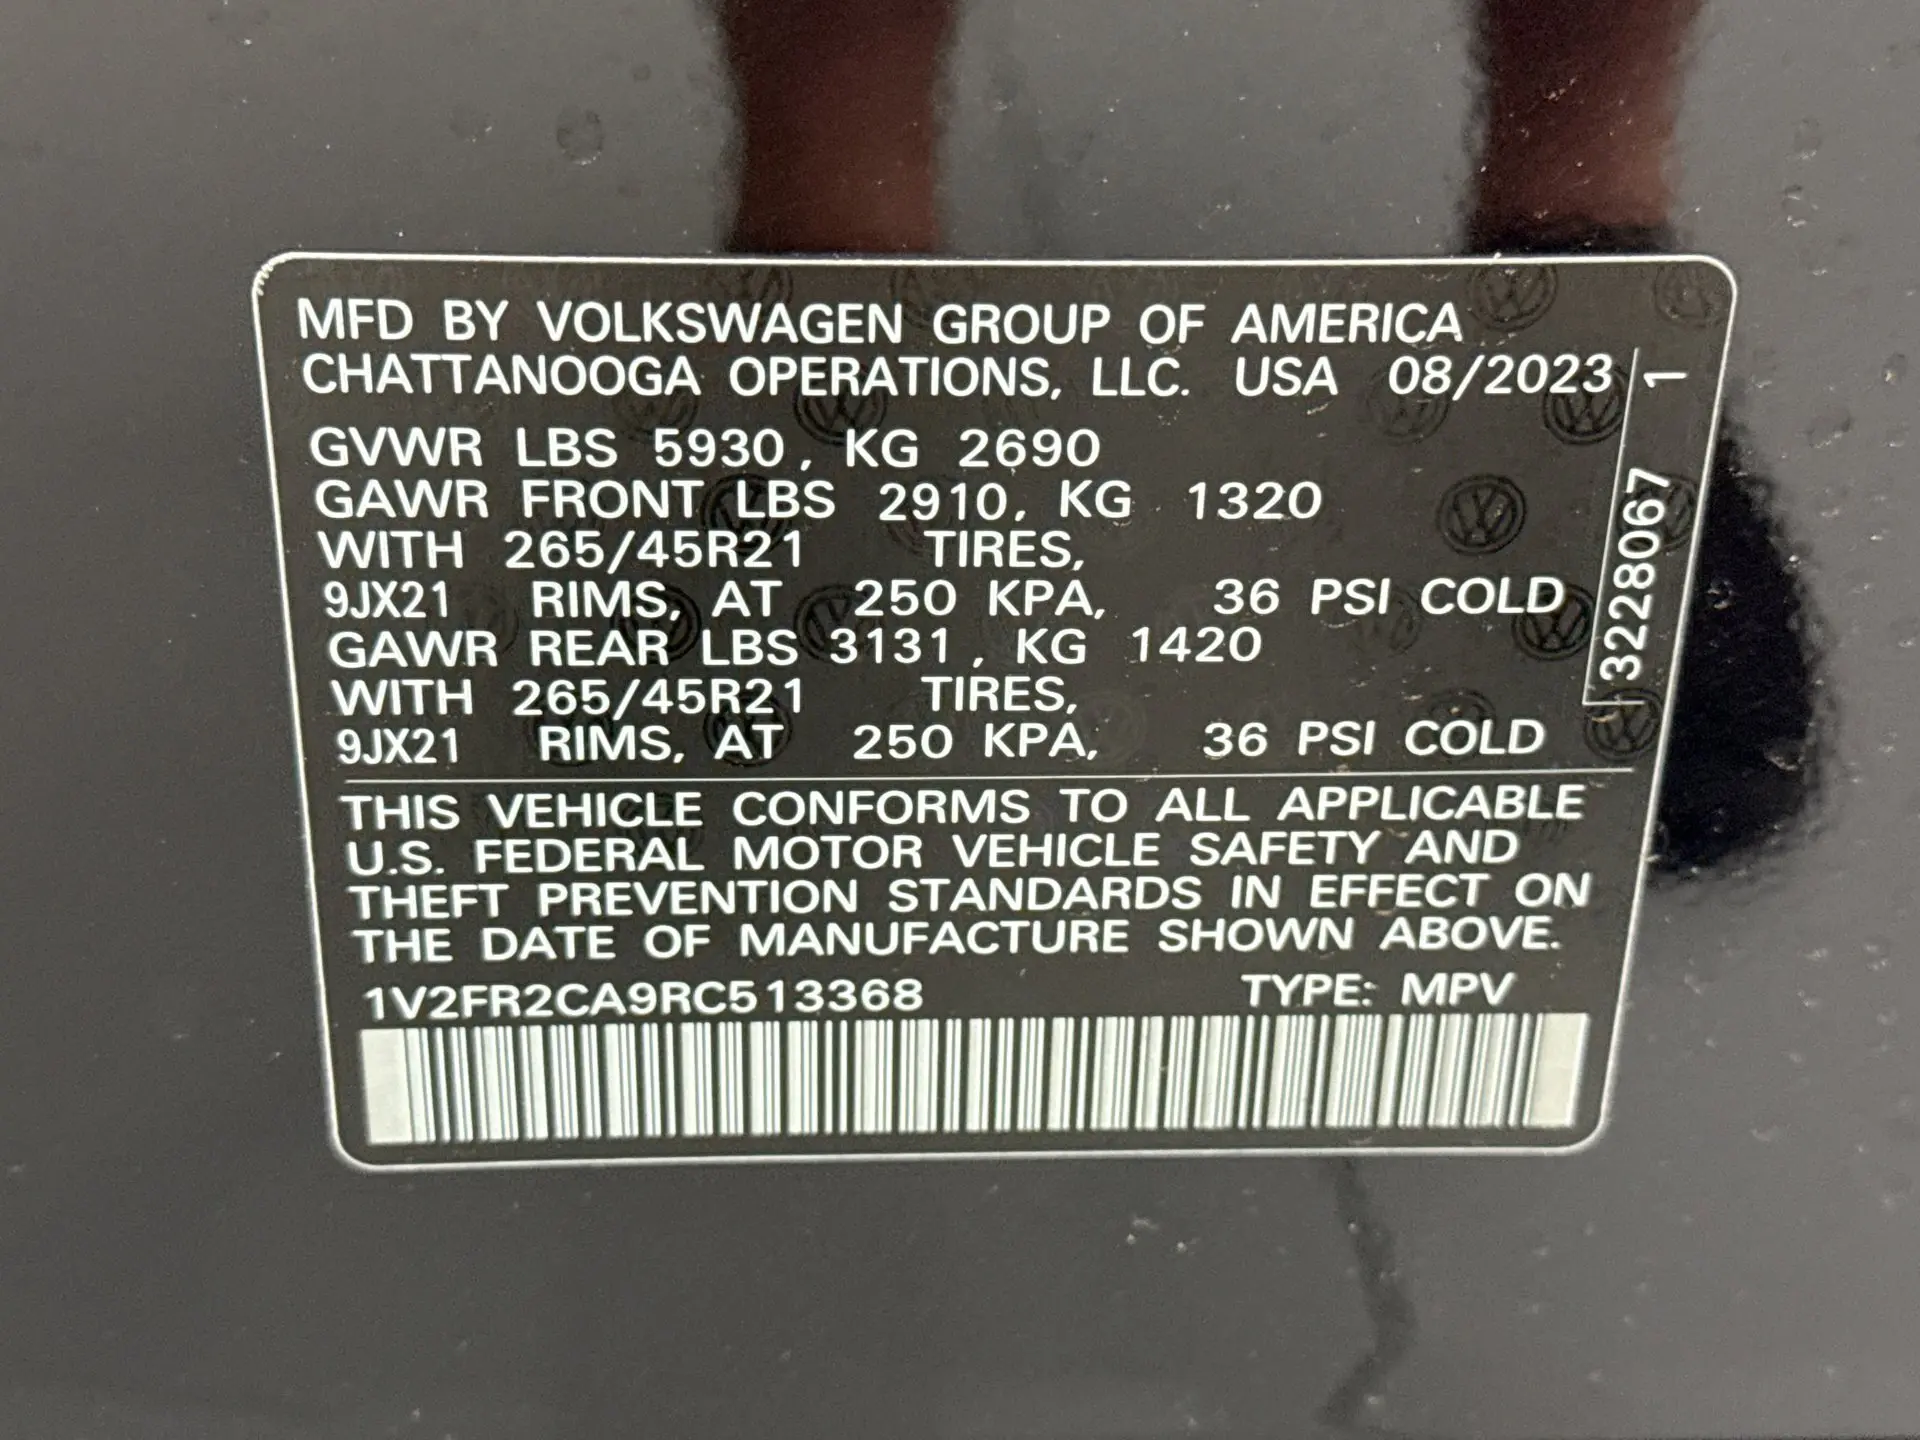 MFD BY VOLKSWAGEN GROUP OF AMERICA
CHATTANOOGA OPERATIONS, LLC. USA 08/2023
GVWR LBS 5930, KG 2690
GAWR FRONT LBS 2910, KG 1320
WITH 265/45R21 TIRES,
9JX21 RIMS, AT 250 KPA, 36 PSI COLD
GAWR REAR LBS 3131, KG 1420
WITH 265/45R21 TIRES,
9JX21 RIMS, AT 250 KPA, 36 PSI COLD
3228067 1
THIS VEHICLE CONFORMS TO ALL APPLICABLE
U.S. FEDERAL MOTOR VEHICLE SAFETY AND
THEFT PREVENTION STANDARDS IN EFFECT ON
THE DATE OF MANUFACTURE SHOWN ABOVE.
1V2FR2CA9RC513368 TYPE: MPV